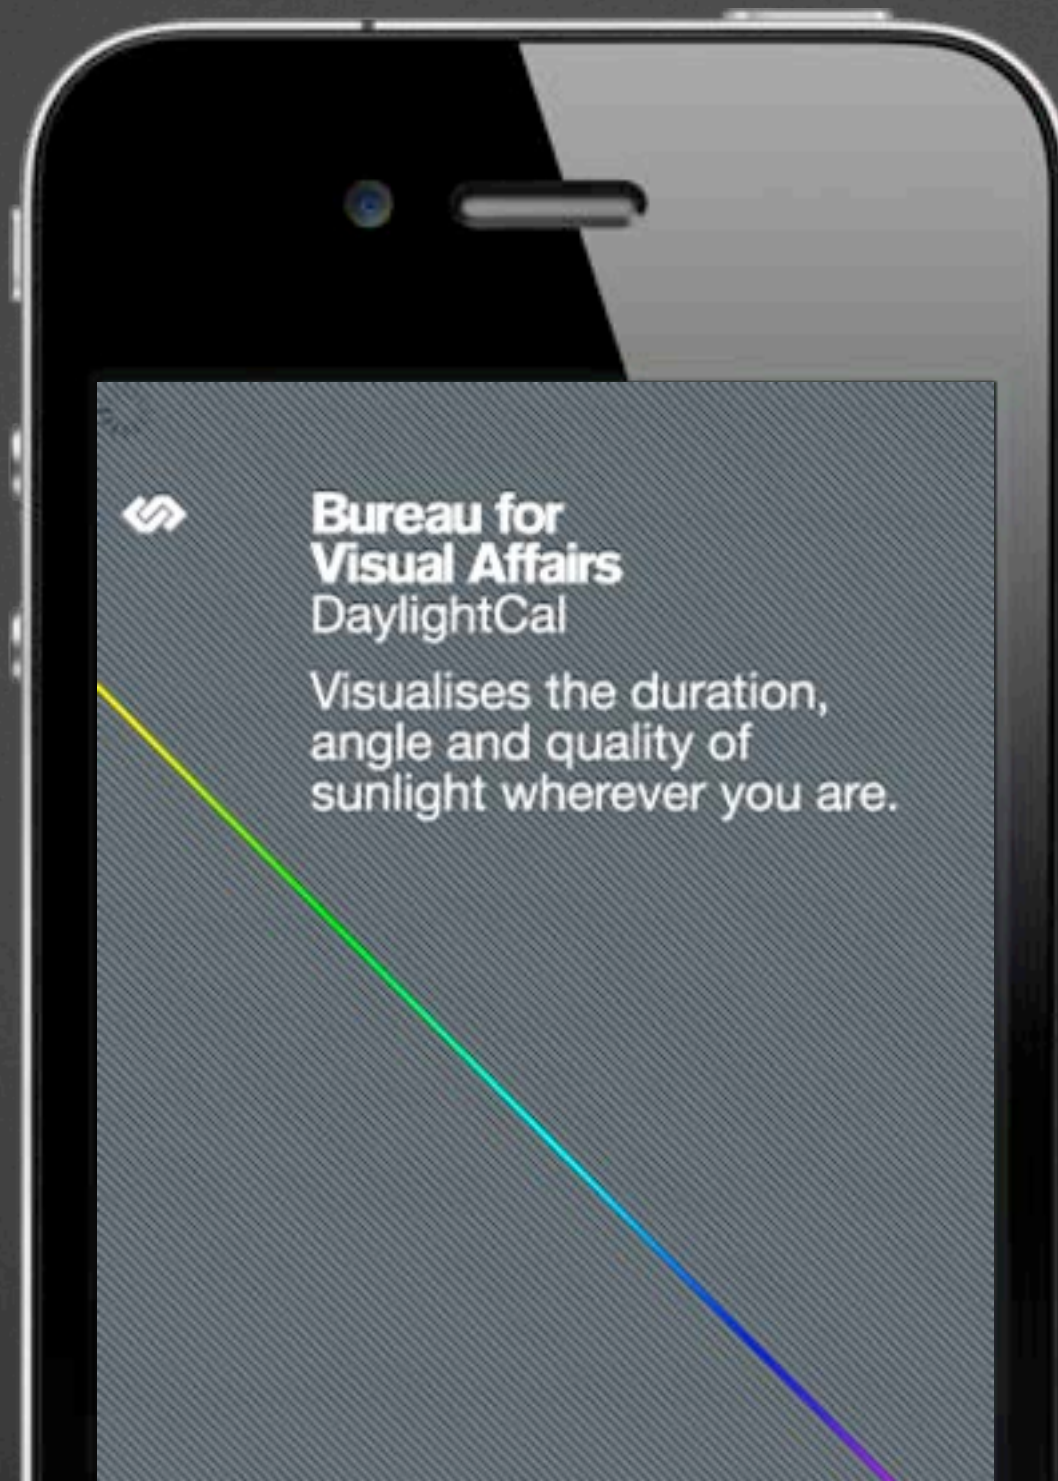 Bureau for
Visual Affairs
DaylightCal
Visualises the duration,
angle and quality of
sunlight wherever you are.